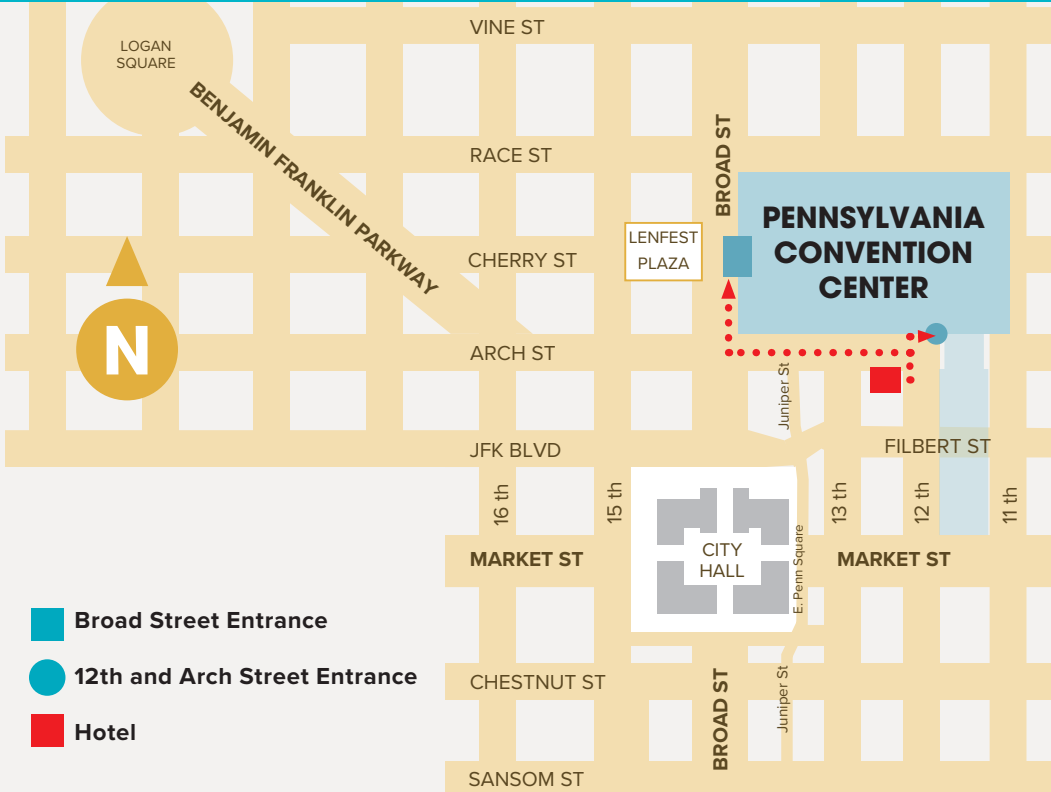 VINE ST
LOGAN
SQUARE
BENJAMIN FRANKLIN PARKWAY
RACE ST
BROAD ST
PENNSYLVANIA
CONVENTION
CENTER
LENFEST
PLAZA
CHERRY ST
N
ARCH ST
Juniper St
JFK BLVD
FILBERT ST
16 th
15 th
13 th
12 th
11 th
CITY
HALL
E. Penn Square
MARKET ST
MARKET ST
Broad Street Entrance
12th and Arch Street Entrance
Hotel
CHESTNUT ST
BROAD ST
Juniper St
SANSOM ST